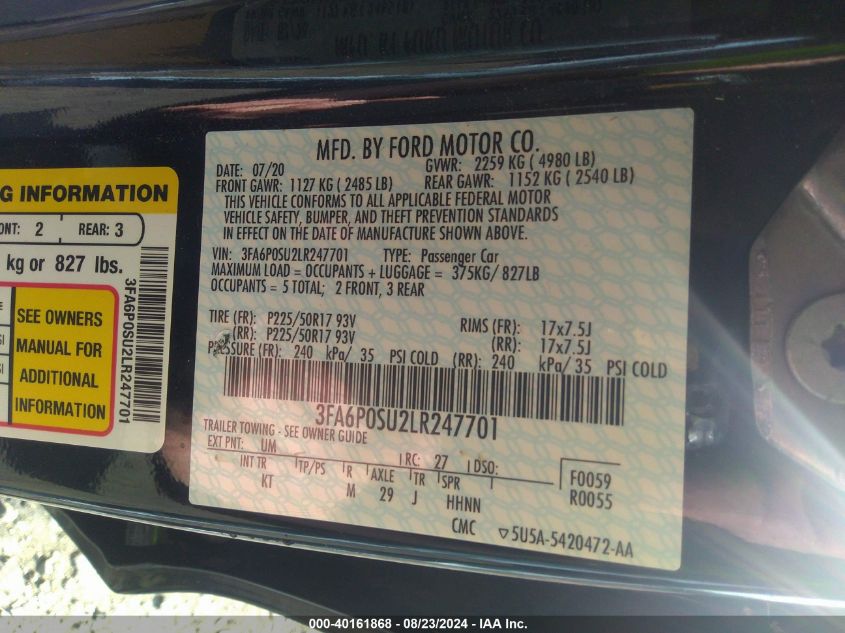 MFD. BY FORD MOTOR CO.
DATE: 07/20 GVWR: 2259 KG ( 4980 LB)
FRONT GAWR: 1127 KG ( 2485 LB) REAR GAWR: 1152 KG ( 2540 LB)
THIS VEHICLE CONFORMS TO ALL APPLICABLE FEDERAL MOTOR
VEHICLE SAFETY, BUMPER, AND THEFT PREVENTION STANDARDS
IN EFFECT ON THE DATE OF MANUFACTURE SHOWN ABOVE.
VIN: 3FA6P0SU2LR247701 TYPE: Passenger Car
MAXIMUM LOAD = OCCUPANTS + LUGGAGE = 375KG/ 827LB
OCCUPANTS = 5 TOTAL; 2 FRONT, 3 REAR
TIRE (FR): P225/50R17 93V RIMS (FR): 17x7.5J
(RR): P225/50R17 93V (RR): 17x7.5J
PRESSURE (FR): 240 kPa/ 35 PSI COLD (RR): 240 kPa/ 35 PSI COLD
3FA6P0SU2LR247701
TRAILER TOWING - SEE OWNER GUIDE
EXT PNT: UM RC: 27 DSO:
INT TR TP/PS R AXLE TR SPR F0059
KT M 29 J HHNN R0055
CMC 5U5A-5420472-AA
G INFORMATION
NT: 2 REAR: 3
kg or 827 lbs.
SEE OWNERS
MANUAL FOR
ADDITIONAL
INFORMATION
3FA6P0SU2LR247701
000-40161868 - 08/23/2024 - IAA Inc.